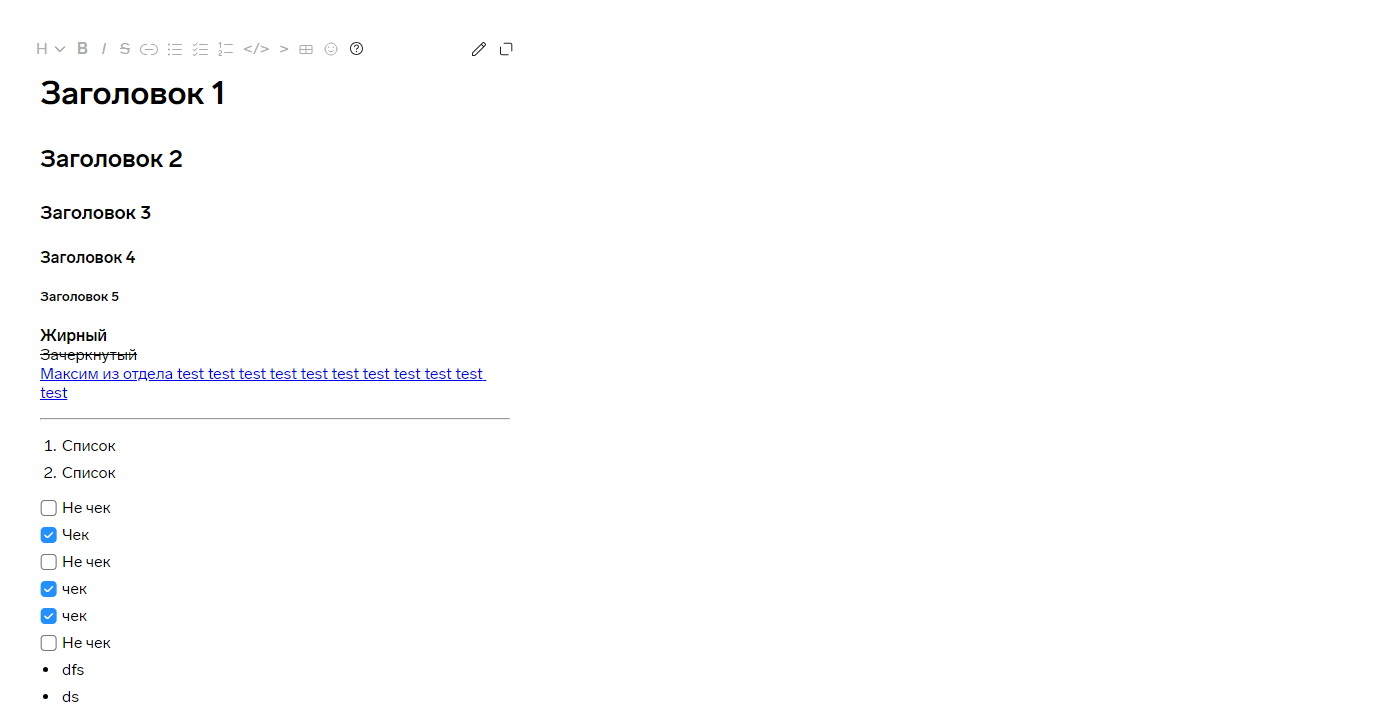 H B I S </> >
Заголовок 1
Заголовок 2
Заголовок 3
Заголовок 4
Заголовок 5
Жирный
Зачеркнутый
Максим из отдела test test test test test test test test test test
test
1. Список
2. Список
Не чек
Чек
Не чек
чек
чек
Не чек
• dfs
• ds